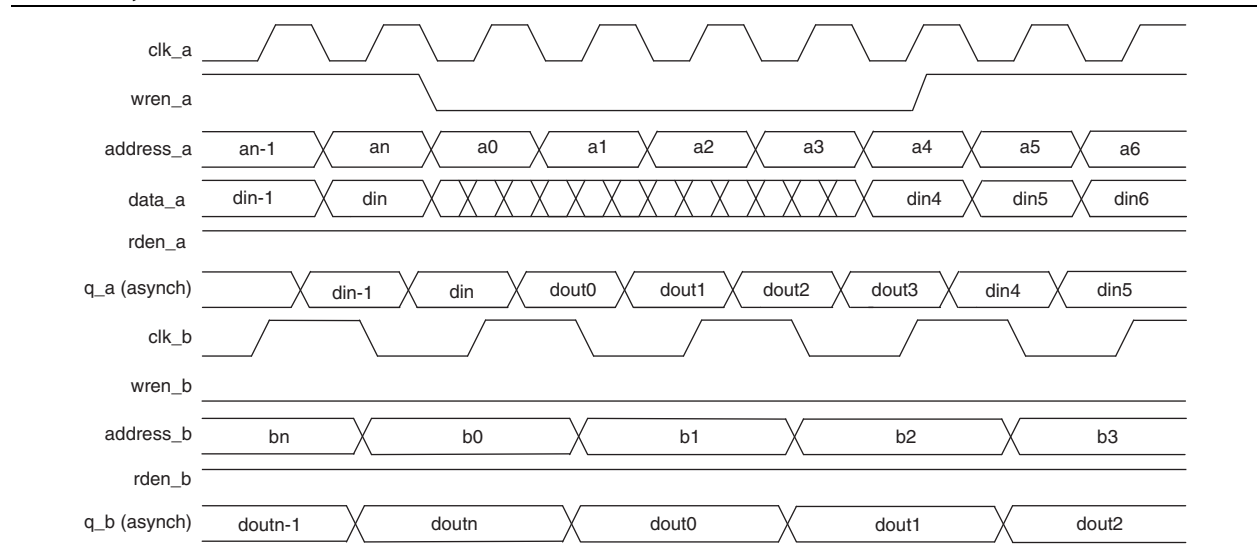 clk_a
wren_a
address_a an-1 an a0 a1 a2 a3 a4 a5 a6
data_a din-1 din din4 din5 din6
rden_a
q_a (asynch) din-1 din dout0 dout1 dout2 dout3 din4 din5
clk_b
wren_b
address_b bn b0 b1 b2 b3
rden_b
q_b (asynch) doutn-1 doutn dout0 dout1 dout2